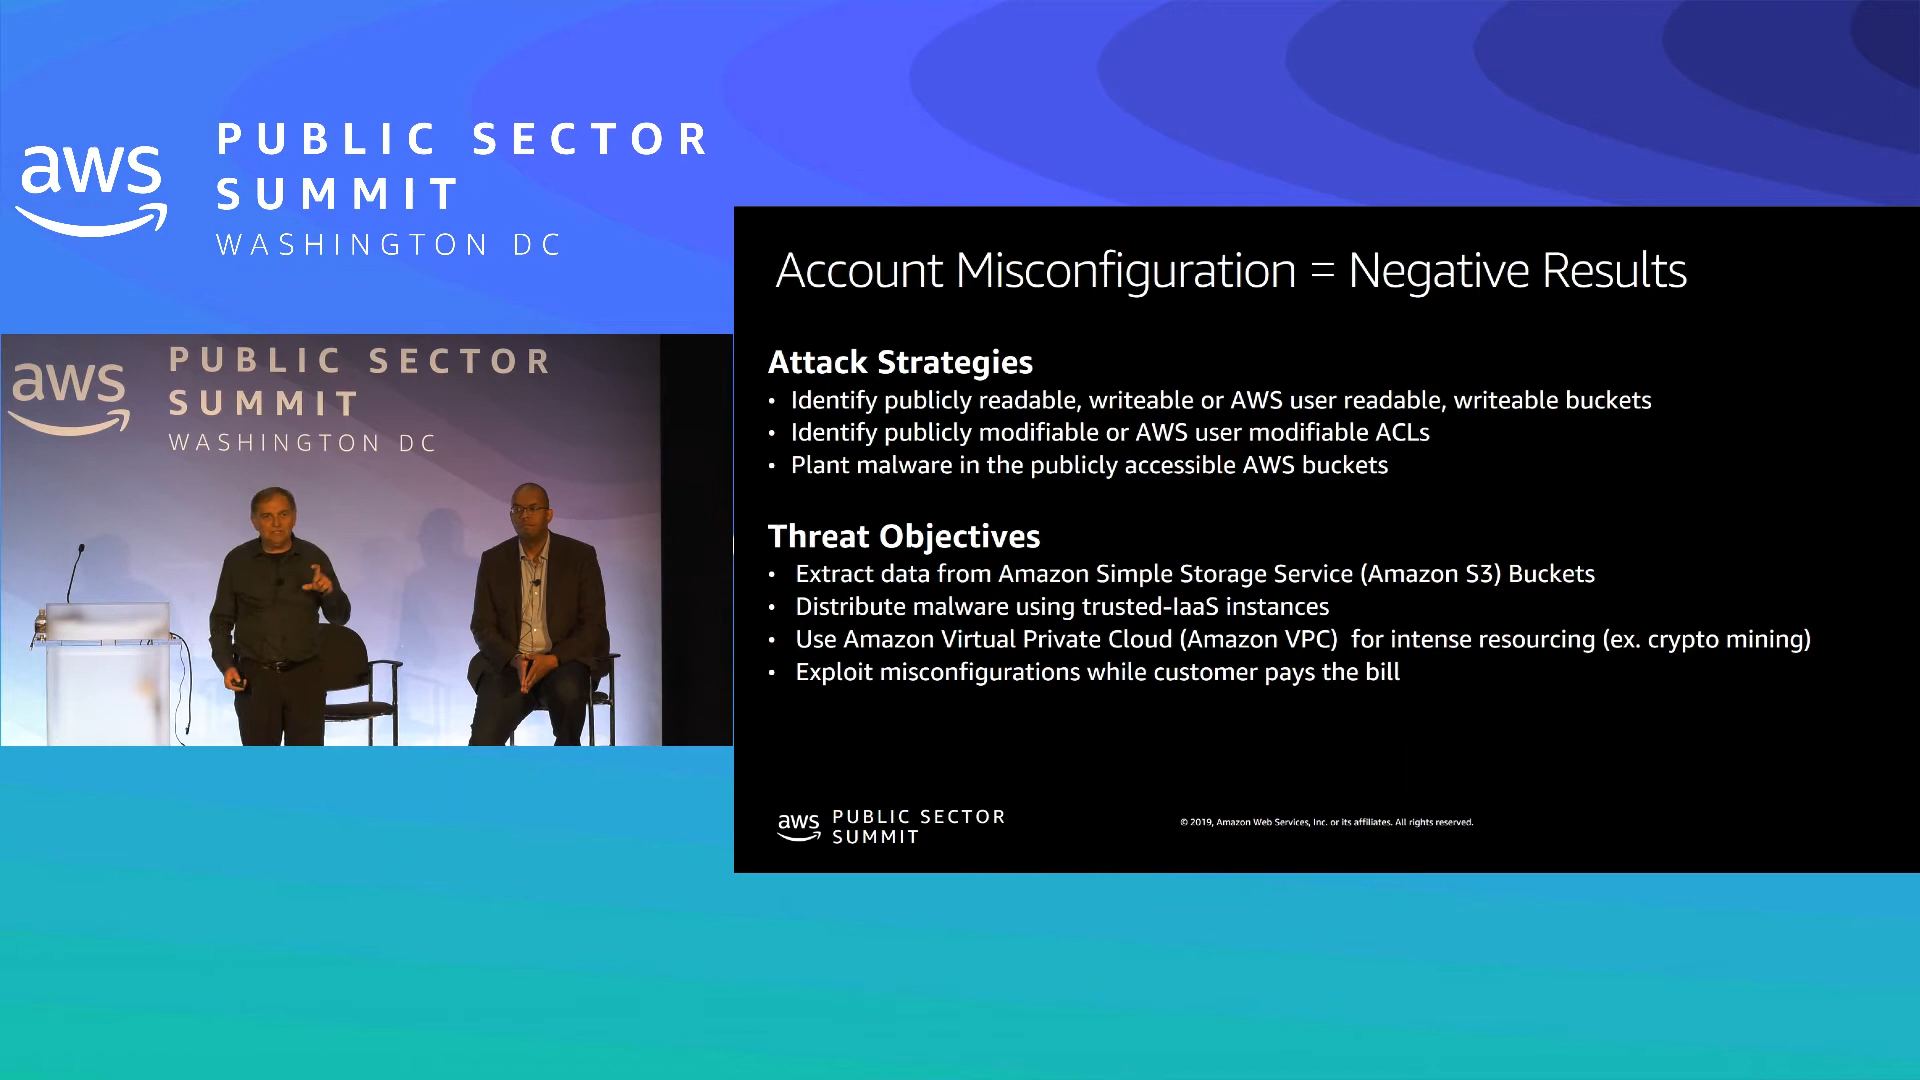 aws
PUBLIC SECTOR
SUMMIT
WASHINGTON DC
aws
PUBLIC SECTOR
SUMMIT
WASHINGTON DC
Account Misconfiguration = Negative Results
Attack Strategies
• Identify publicly readable, writeable or AWS user readable, writeable buckets
• Identify publicly modifiable or AWS user modifiable ACLs
• Plant malware in the publicly accessible AWS buckets
Threat Objectives
• Extract data from Amazon Simple Storage Service (Amazon S3) Buckets
• Distribute malware using trusted-IaaS instances
• Use Amazon Virtual Private Cloud (Amazon VPC) for intense resourcing (ex. crypto mining)
• Exploit misconfigurations while customer pays the bill
aws
PUBLIC SECTOR
SUMMIT
© 2019, Amazon Web Services, Inc. or its affiliates. All rights reserved.